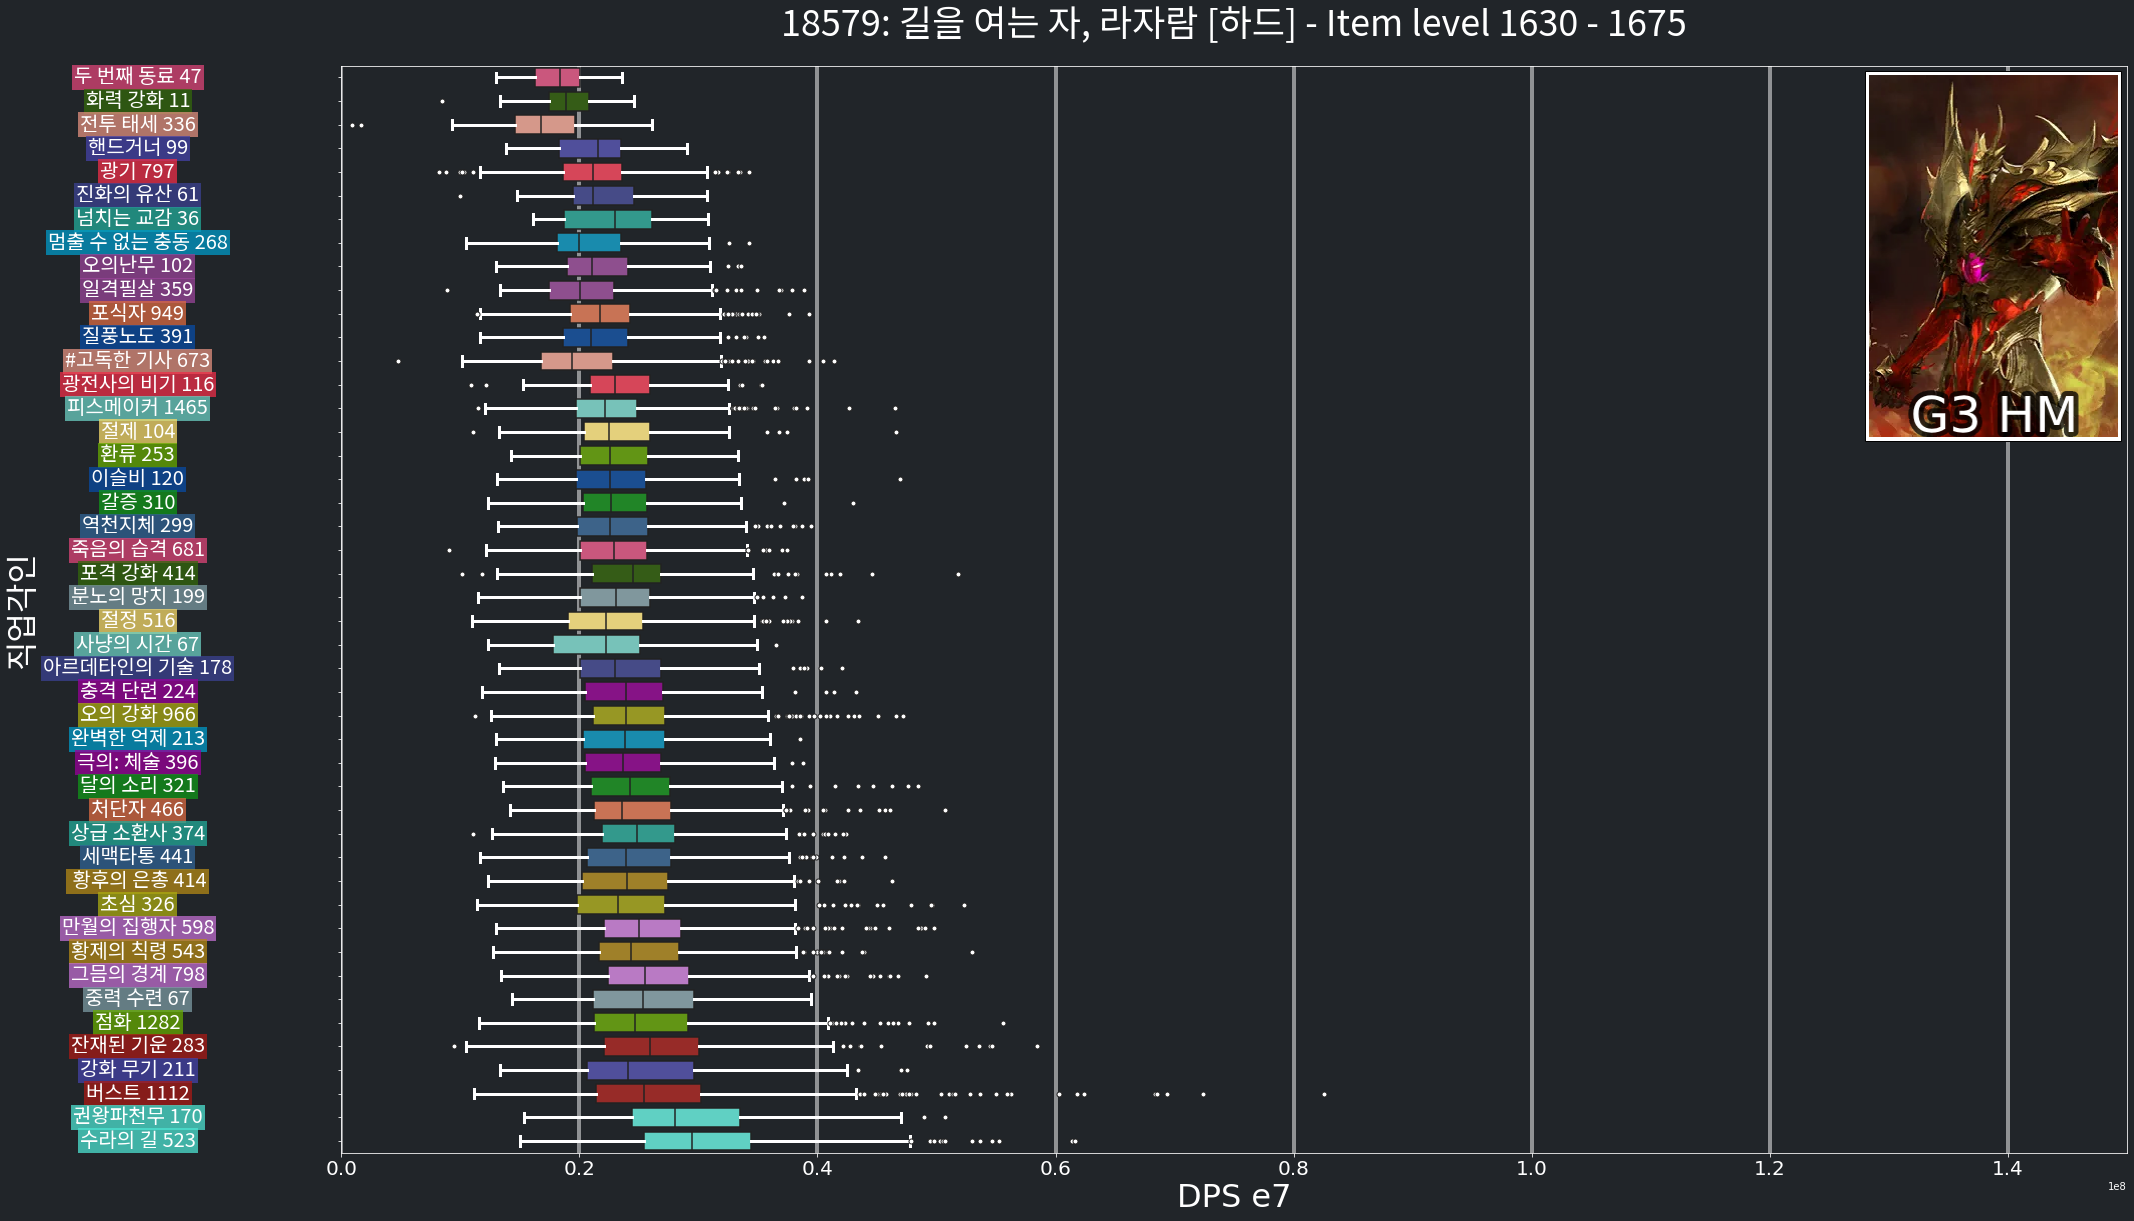 18579: 길을 여는 자, 라자람 [하드] - Item level 1630 - 1675
두 번째 동료 47
화력 강화 11
전투 태세 336
핸드거너 99
광기 797
진화의 유산 61
넘치는 교감 36
멈출 수 없는 충동 268
오의난무 102
일격필살 359
포식자 949
질풍노도 391
#고독한 기사 673
광전사의 비기 116
피스메이커 1465
절제 104
환류 253
이슬비 120
갈증 310
역천지체 299
죽음의 습격 681
포격 강화 414
분노의 망치 199
절정 516
사냥의 시간 67
아르데타인의 기술 178
충격 단련 224
오의 강화 966
완벽한 억제 213
극의: 체술 396
달의 소리 321
처단자 466
상급 소환사 374
세맥타통 441
황후의 은총 414
초심 326
만월의 집행자 598
황제의 칙령 543
그믐의 경계 798
중력 수련 67
점화 1282
잔재된 기운 283
강화 무기 211
버스트 1112
권왕파천무 170
수라의 길 523
직업각인
G3 HM
0.0 0.2 0.4 0.6 0.8 1.0 1.2 1.4
DPS e7
1e8